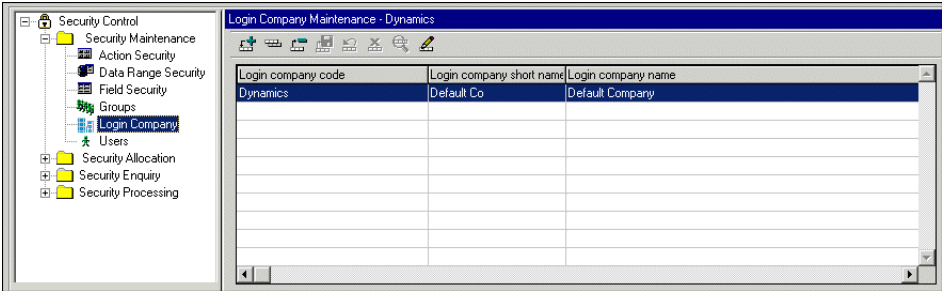 Security Control
Security Maintenance
Action Security
Data Range Security
Field Security
Groups
Login Company
Users
Security Allocation
Security Enquiry
Security Processing
Login Company Maintenance - Dynamics
Login company code Login company short name Login company name
Dynamics Default Co Default Company